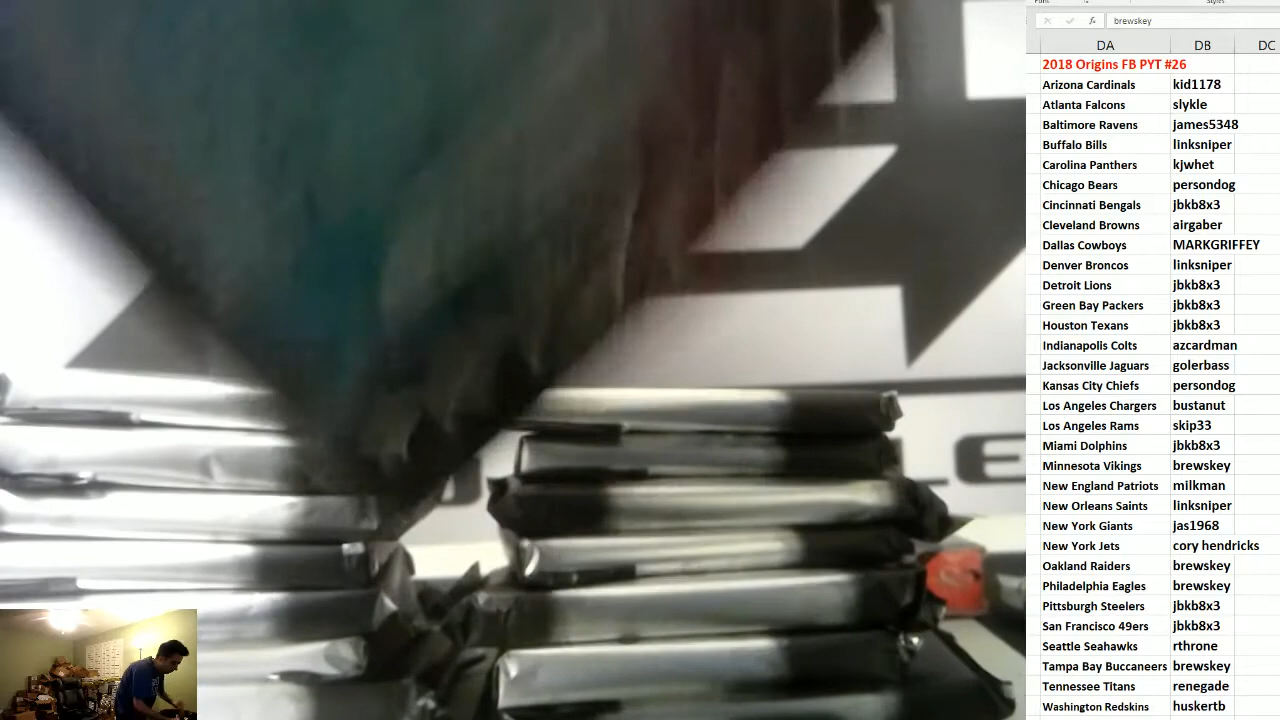 brewskey
DA DB DC
2018 Origins FB PYT #26
Arizona Cardinals kid1178
Atlanta Falcons slykle
Baltimore Ravens james5348
Buffalo Bills linksniper
Carolina Panthers kjwhet
Chicago Bears persondog
Cincinnati Bengals jbkb8x3
Cleveland Browns airgaber
Dallas Cowboys MARKGRIFFEY
Denver Broncos linksniper
Detroit Lions jbkb8x3
Green Bay Packers jbkb8x3
Houston Texans jbkb8x3
Indianapolis Colts azcardman
Jacksonville Jaguars golerbass
Kansas City Chiefs persondog
Los Angeles Chargers bustanut
Los Angeles Rams skip33
Miami Dolphins jbkb8x3
Minnesota Vikings brewskey
New England Patriots milkman
New Orleans Saints linksniper
New York Giants jas1968
New York Jets cory hendricks
Oakland Raiders brewskey
Philadelphia Eagles brewskey
Pittsburgh Steelers jbkb8x3
San Francisco 49ers jbkb8x3
Seattle Seahawks rthrone
Tampa Bay Buccaneers brewskey
Tennessee Titans renegade
Washington Redskins huskertb